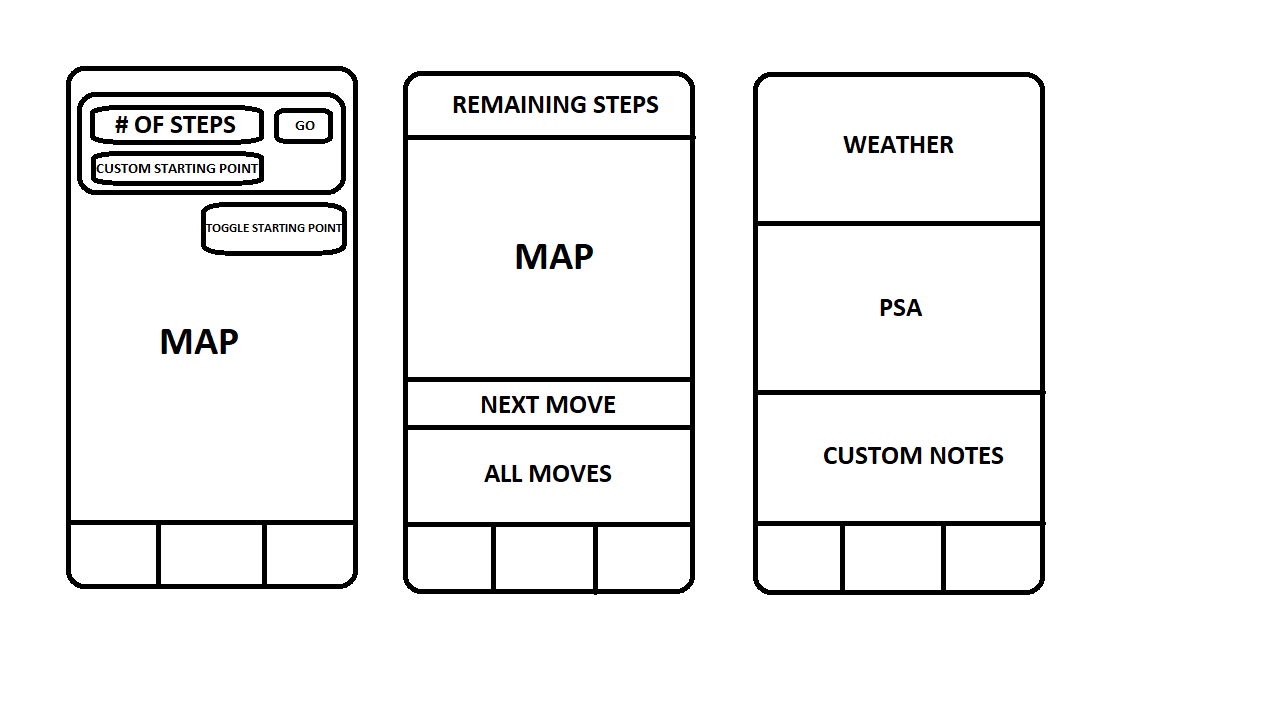 # OF STEPS
GO
CUSTOM STARTING POINT
TOGGLE STARTING POINT
MAP
REMAINING STEPS
MAP
NEXT MOVE
ALL MOVES
WEATHER
PSA
CUSTOM NOTES